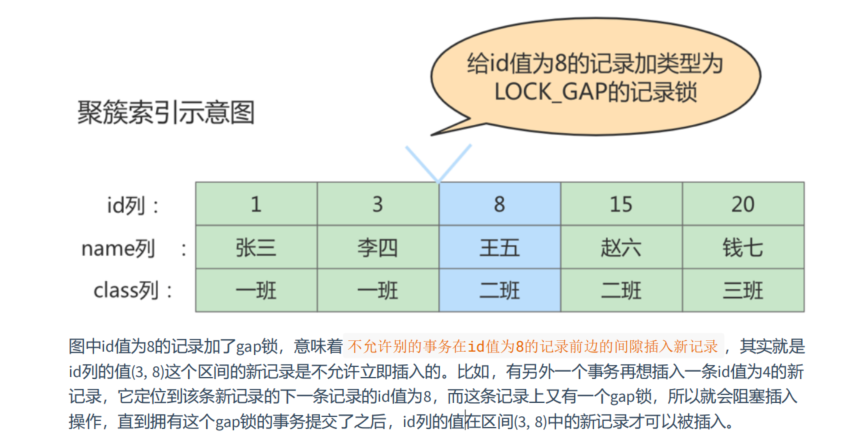 给id值为8的记录加类型为
LOCK_GAP的记录锁
聚簇索引示意图
id列： 1 3 8 15 20
name列 ： 张三 李四 王五 赵六 钱七
class列： 一班 一班 二班 二班 三班
图中id值为8的记录加了gap锁，意味着 不允许别的事务在id值为8的记录前边的间隙插入新记录 ，其实就是
id列的值(3, 8)这个区间的新记录是不允许立即插入的。比如，有另外一个事务再想插入一条id值为4的新
记录，它定位到该条新记录的下一条记录的id值为8，而这条记录上又有一个gap锁，所以就会阻塞插入
操作，直到拥有这个gap锁的事务提交了之后，id列的值在区间(3, 8)中的新记录才可以被插入。